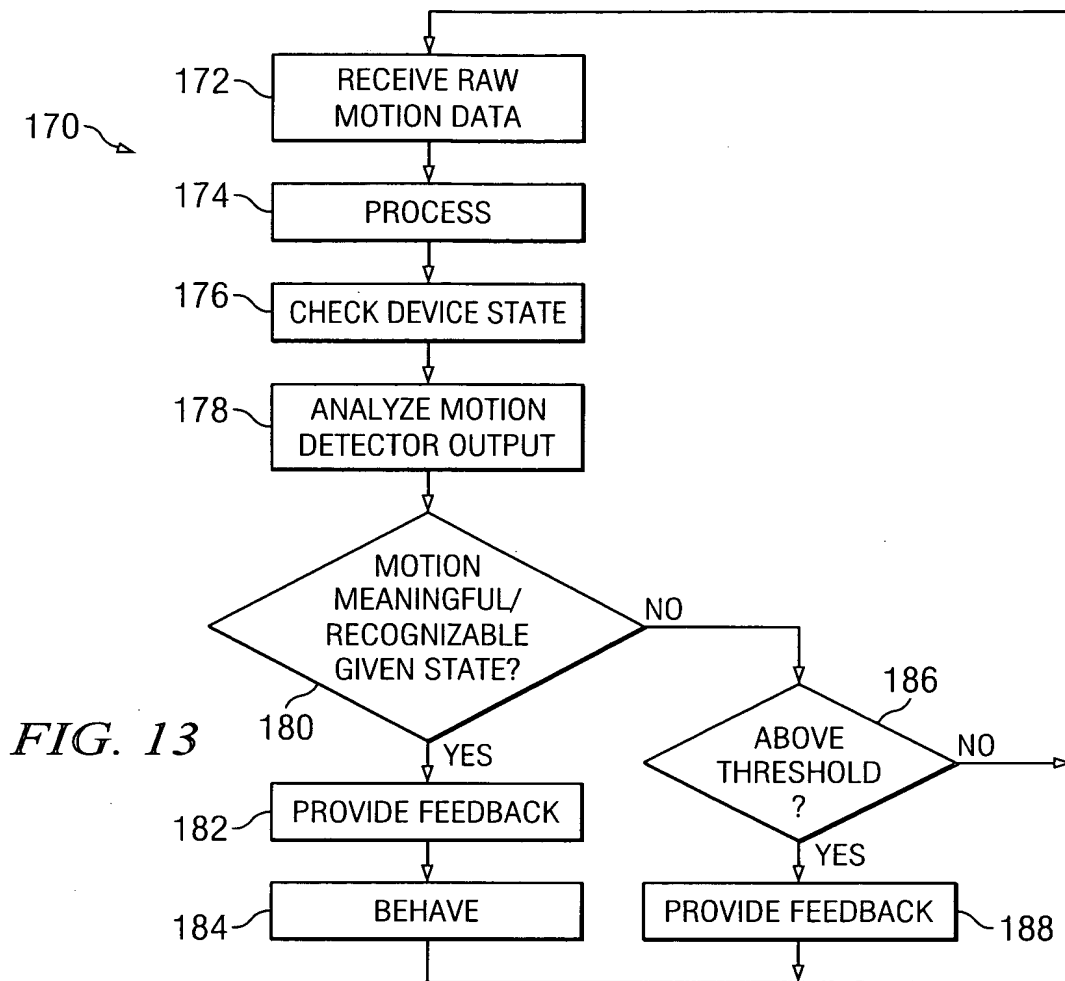 172
RECEIVE RAW
MOTION DATA
170
174
PROCESS
176
CHECK DEVICE STATE
178
ANALYZE MOTION
DETECTOR OUTPUT
MOTION
MEANINGFUL/
RECOGNIZABLE
GIVEN STATE?
NO
180
YES
186
ABOVE
THRESHOLD
?
NO
YES
FIG. 13
182
PROVIDE FEEDBACK
184
BEHAVE
PROVIDE FEEDBACK
188